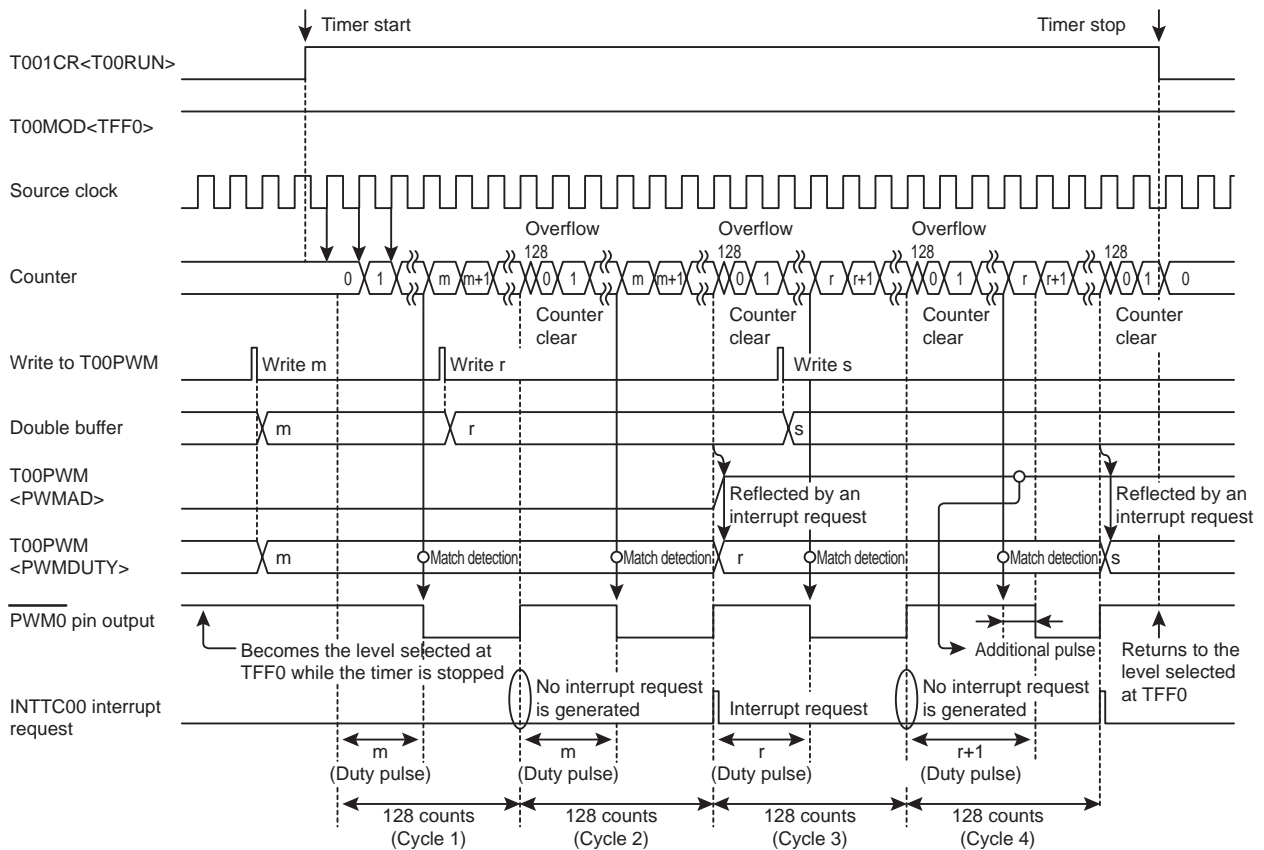 Timer start
Timer stop
T001CR<T00RUN>
T00MOD<TFF0>
Source clock
Overflow
Overflow
Overflow
128
128
128
128
Counter
0 1 m m+1 0 1 m m+1 0 1 r r+1 0 1 r r+1 0 1 0
Counter
clear
Counter
clear
Counter
clear
Counter
clear
Write to T00PWM
Write m
Write r
Write s
Double buffer
m
r
s
T00PWM
<PWMAD>
Reflected by an
interrupt request
Reflected by an
interrupt request
T00PWM
<PWMDUTY>
m
Match detection
Match detection
r
Match detection
Match detection
s
PWM0 pin output
Becomes the level selected at
TFF0 while the timer is stopped
Additional pulse
Returns to the
level selected
at TFF0
INTTC00 interrupt
request
No interrupt request
is generated
Interrupt request
No interrupt request
is generated
m
(Duty pulse)
m
(Duty pulse)
r
(Duty pulse)
r+1
(Duty pulse)
128 counts
(Cycle 1)
128 counts
(Cycle 2)
128 counts
(Cycle 3)
128 counts
(Cycle 4)